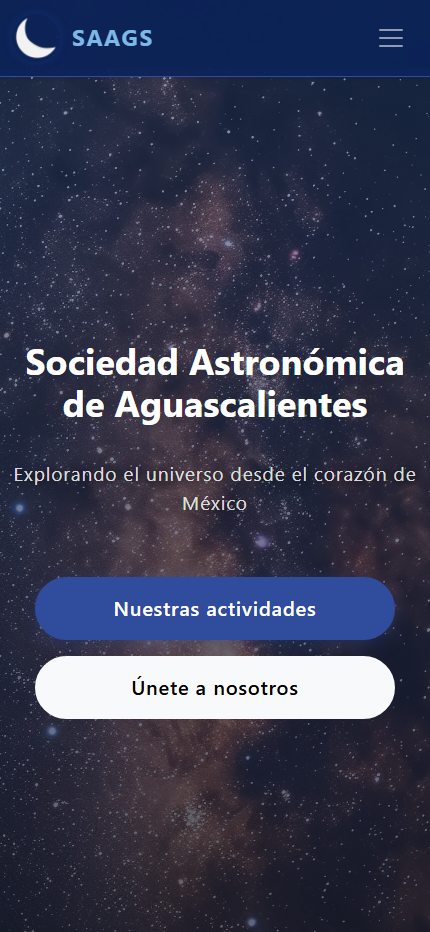 SAAGS
Sociedad Astronómica
de Aguascalientes
Explorando el universo desde el corazón de
México
Nuestras actividades
Únete a nosotros